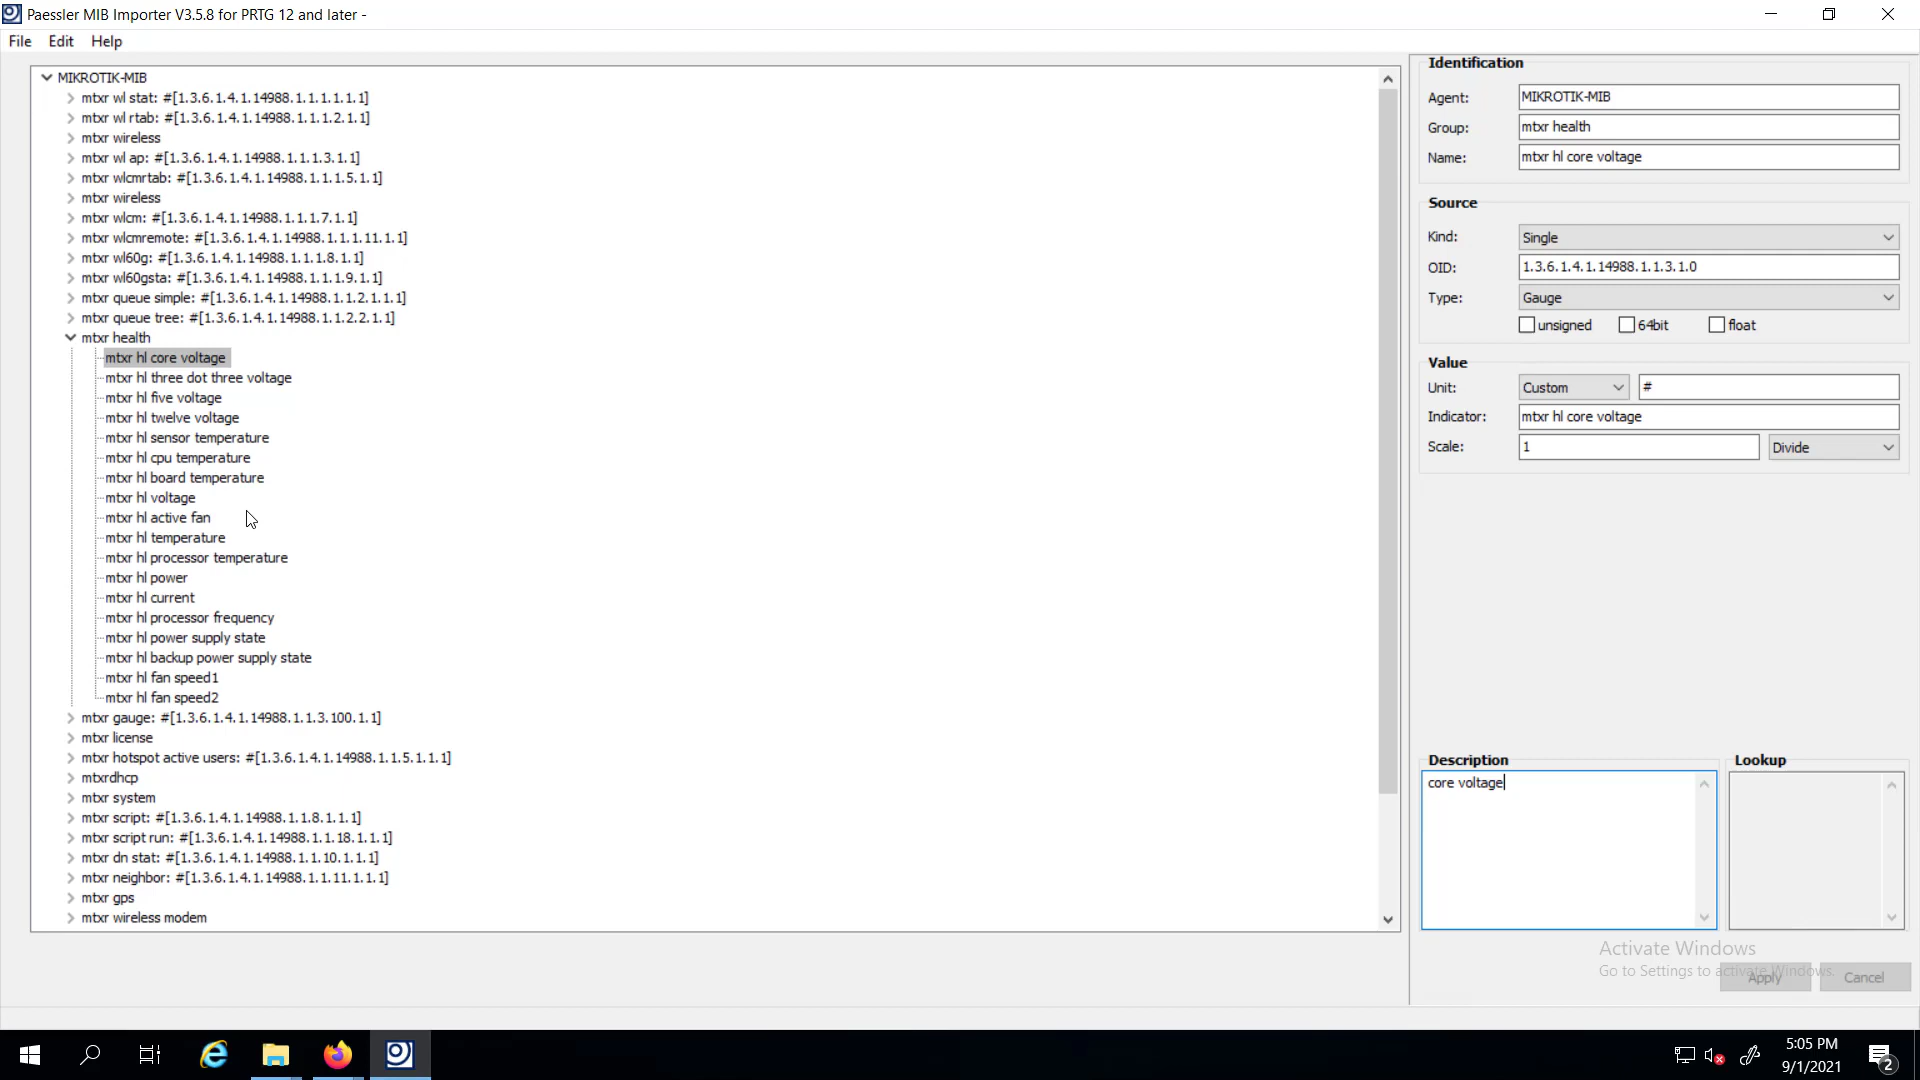 Paessler MIB Importer V3.5.8 for PRTG 12 and later -
File Edit Help
MIKROTIK-MIB
mtxr wl stat: #[1.3.6.1.4.1.14988.1.1.1.1.1.1]
mtxr wl rtab: #[1.3.6.1.4.1.14988.1.1.1.2.1.1]
mtxr wireless
mtxr wl ap: #[1.3.6.1.4.1.14988.1.1.1.3.1.1]
mtxr wlcmrtab: #[1.3.6.1.4.1.14988.1.1.1.5.1.1]
mtxr wireless
mtxr wlcm: #[1.3.6.1.4.1.14988.1.1.1.7.1.1]
mtxr wlcmremote: #[1.3.6.1.4.1.14988.1.1.1.11.1.1]
mtxr wl60g: #[1.3.6.1.4.1.14988.1.1.1.8.1.1]
mtxr wl60gsta: #[1.3.6.1.4.1.14988.1.1.1.9.1.1]
mtxr queue simple: #[1.3.6.1.4.1.14988.1.1.2.1.1.1]
mtxr queue tree: #[1.3.6.1.4.1.14988.1.1.2.2.1.1]
mtxr health
mtxr hl core voltage
mtxr hl three dot three voltage
mtxr hl five voltage
mtxr hl twelve voltage
mtxr hl sensor temperature
mtxr hl cpu temperature
mtxr hl board temperature
mtxr hl voltage
mtxr hl active fan
mtxr hl temperature
mtxr hl processor temperature
mtxr hl power
mtxr hl current
mtxr hl processor frequency
mtxr hl power supply state
mtxr hl backup power supply state
mtxr hl fan speed1
mtxr hl fan speed2
mtxr gauge: #[1.3.6.1.4.1.14988.1.1.3.100.1.1]
mtxr license
mtxr hotspot active users: #[1.3.6.1.4.1.14988.1.1.5.1.1.1]
mtxrdhcp
mtxr system
mtxr script: #[1.3.6.1.4.1.14988.1.1.8.1.1.1]
mtxr script run: #[1.3.6.1.4.1.14988.1.1.18.1.1.1]
mtxr dn stat: #[1.3.6.1.4.1.14988.1.1.10.1.1.1]
mtxr neighbor: #[1.3.6.1.4.1.14988.1.1.11.1.1.1]
mtxr gps
mtxr wireless modem
Identification
Agent: MIKROTIK-MIB
Group: mtxr health
Name: mtxr hl core voltage
Source
Kind: Single
OID: 1.3.6.1.4.1.14988.1.1.3.1.0
Type: Gauge
unsigned 64bit float
Value
Unit: Custom #
Indicator: mtxr hl core voltage
Scale: 1 Divide
Description Lookup
core voltage
Activate Windows
Go to Settings to activate Windows.
Apply Cancel
5:05 PM
9/1/2021
2